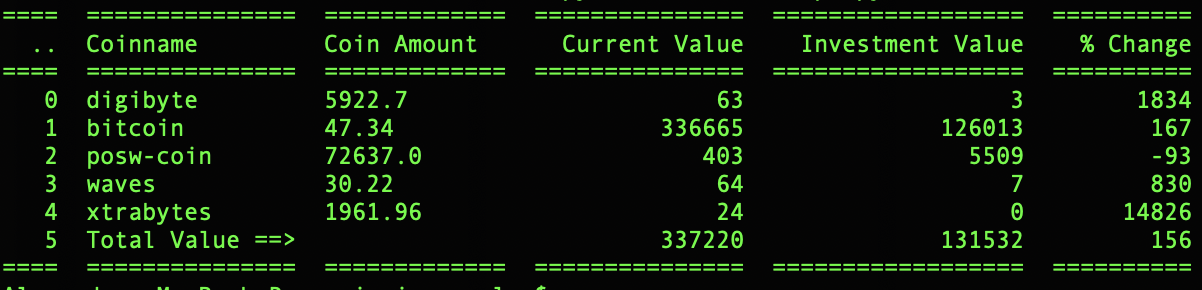 ==== =============== ============= =============== ================== ==========
.. Coinname Coin Amount Current Value Investment Value % Change
==== =============== ============= =============== ================== ==========
0 digibyte 5922.7 63 3 1834
1 bitcoin 47.34 336665 126013 167
2 posw-coin 72637.0 403 5509 -93
3 waves 30.22 64 7 830
4 xtrabytes 1961.96 24 0 14826
5 Total Value ==> 337220 131532 156
==== =============== ============= =============== ================== ==========